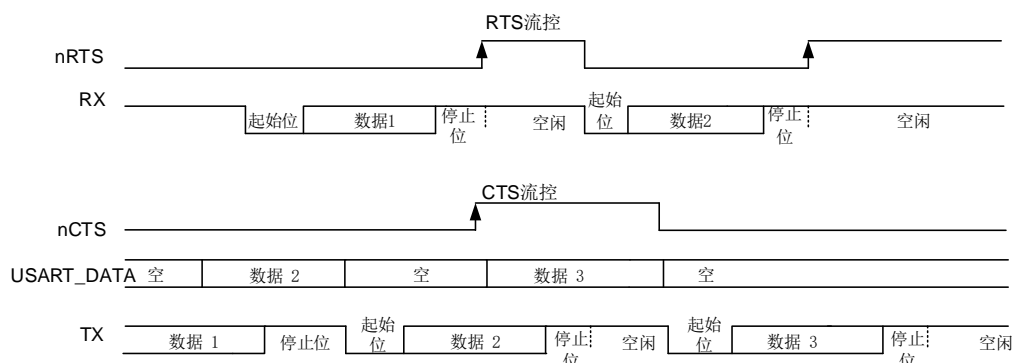 RTS流控
nRTS
RX 起始位 数据1 停止位 空闲 起始位 数据2 停止位 空闲
CTS流控
nCTS
USART_DATA 空 数据 2 空 数据 3 空
TX 数据 1 停止位 起始位 数据 2 停止位 空闲 起始位 数据 3 停止位 空闲